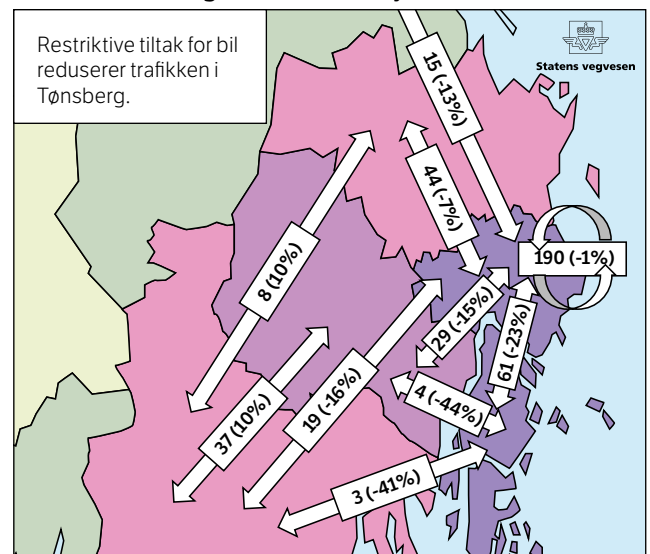 Restriktive tiltak for bil
reduserer trafikken i
Tønsberg.
Statens vegvesen
15 (-13%)
44 (-7%)
190 (-1%)
8 (10%)
29 (-15%)
61 (-23%)
19 (-16%)
4 (-44%)
37 (10%)
3 (-41%)